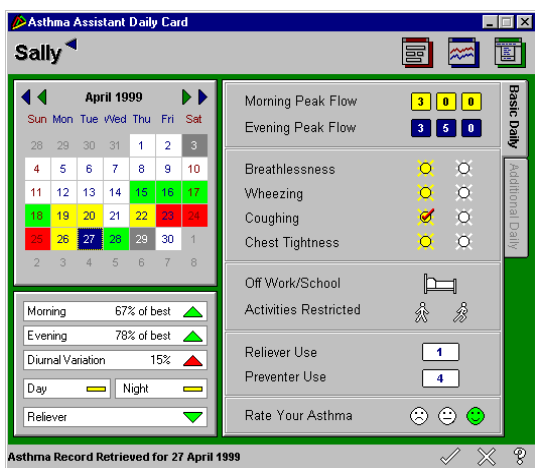 Asthma Assistant Daily Card
Sally
April 1999
Sun Mon Tue Wed Thu Fri Sat
28 29 30 31 1 2 3
4 5 6 7 8 9 10
11 12 13 14 15 16 17
18 19 20 21 22 23 24
25 26 27 28 29 30 1
2 3 4 5 6 7 8
Morning 67% of best
Evening 78% of best
Diurnal Variation 15%
Day Night
Reliever
Morning Peak Flow 3 0 0
Evening Peak Flow 3 5 0
Breathlessness
Wheezing
Coughing
Chest Tightness
Off Work/School
Activities Restricted
Reliever Use 1
Preventer Use 4
Rate Your Asthma
Basic Daily
Additional Daily
Asthma Record Retrieved for 27 April 1999